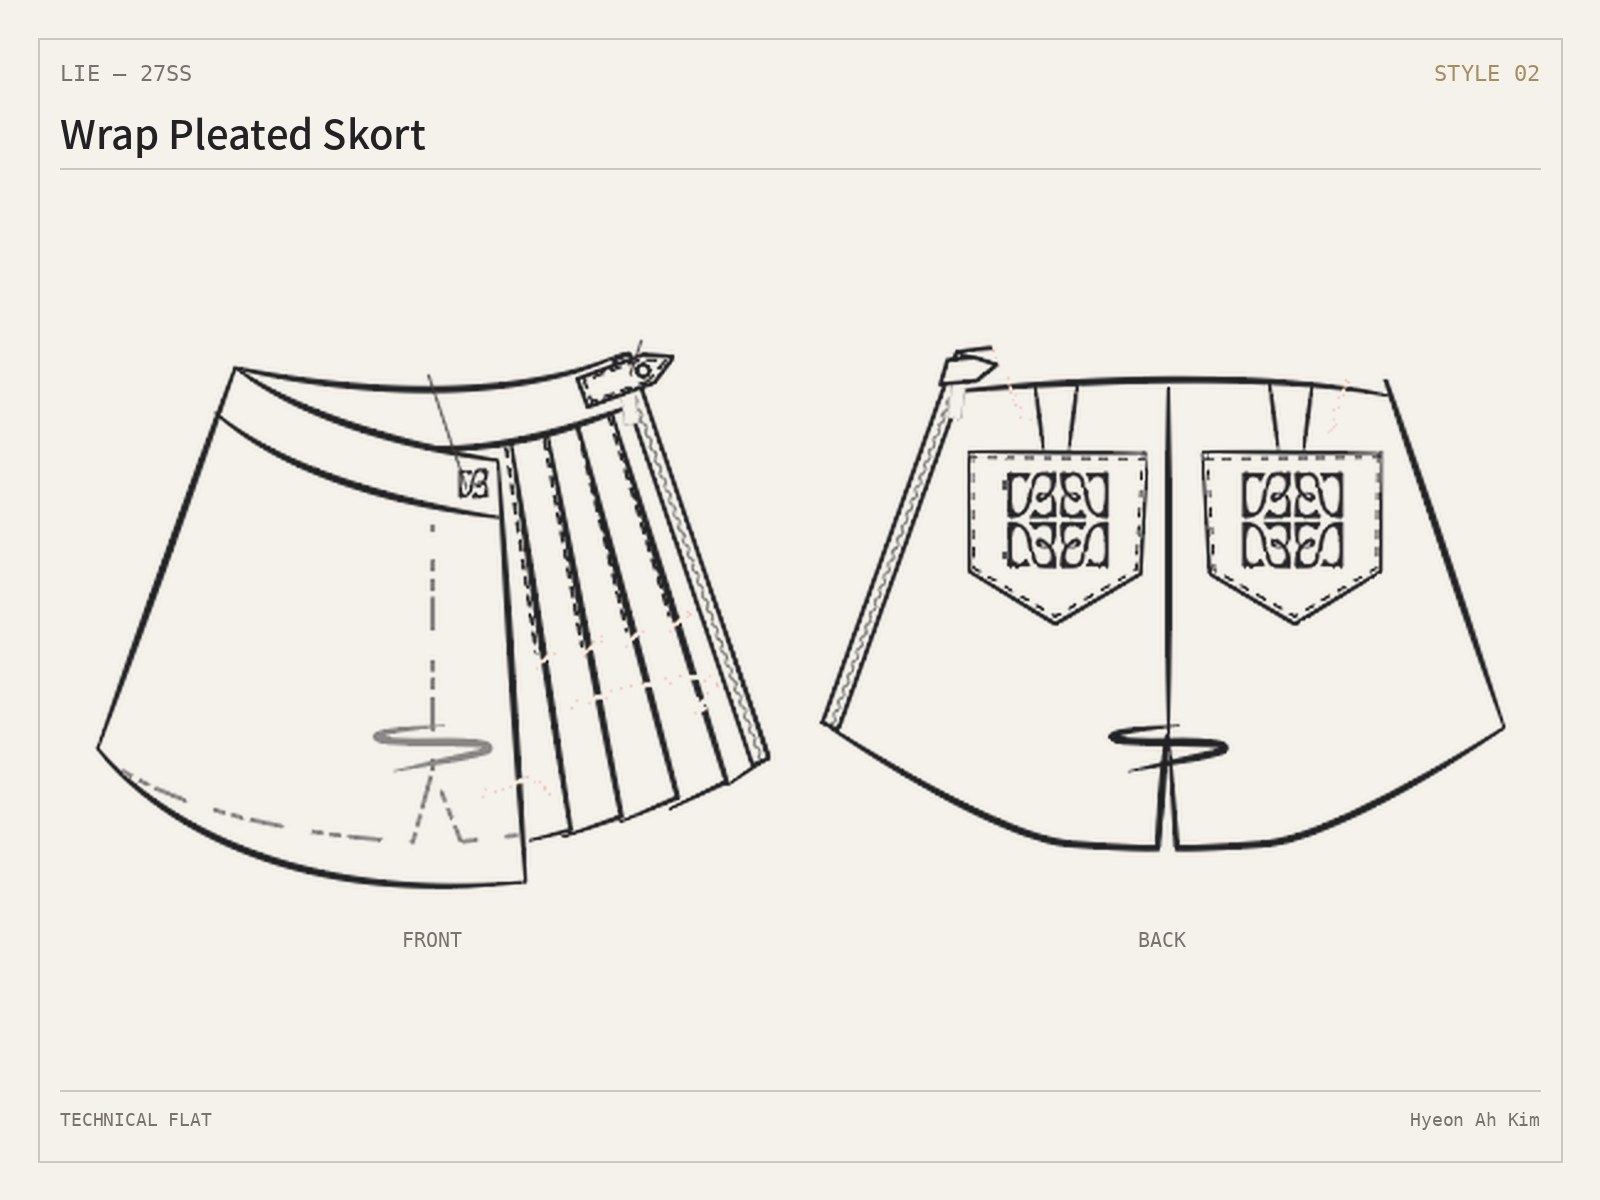 LIE — 27SS
STYLE 02
Wrap Pleated Skort
FRONT
BACK
TECHNICAL FLAT
Hyeon Ah Kim